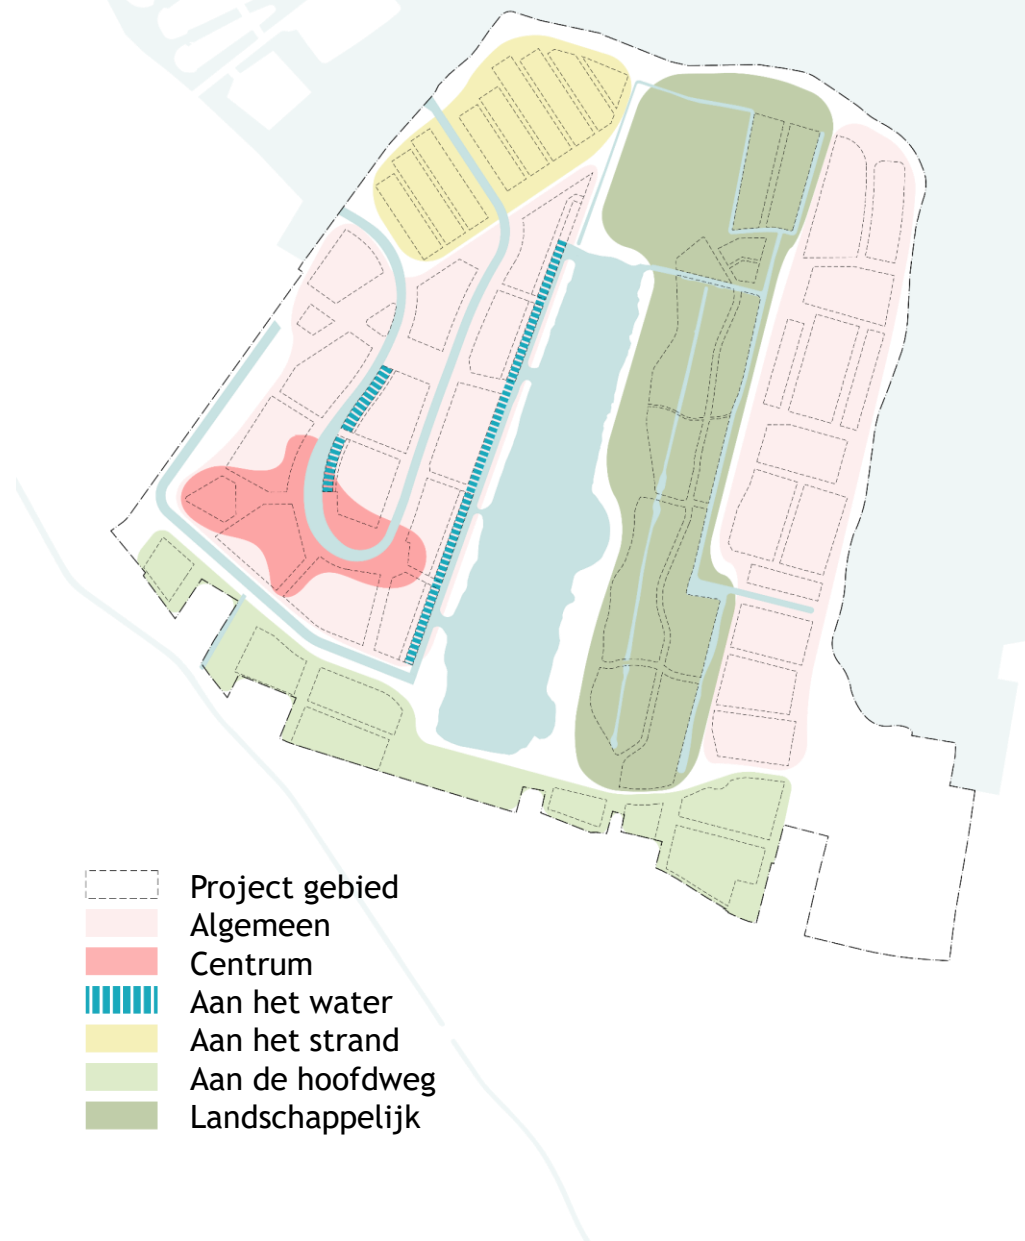 Project gebied
Algemeen
Centrum
Aan het water
Aan het strand
Aan de hoofdweg
Landschappelijk